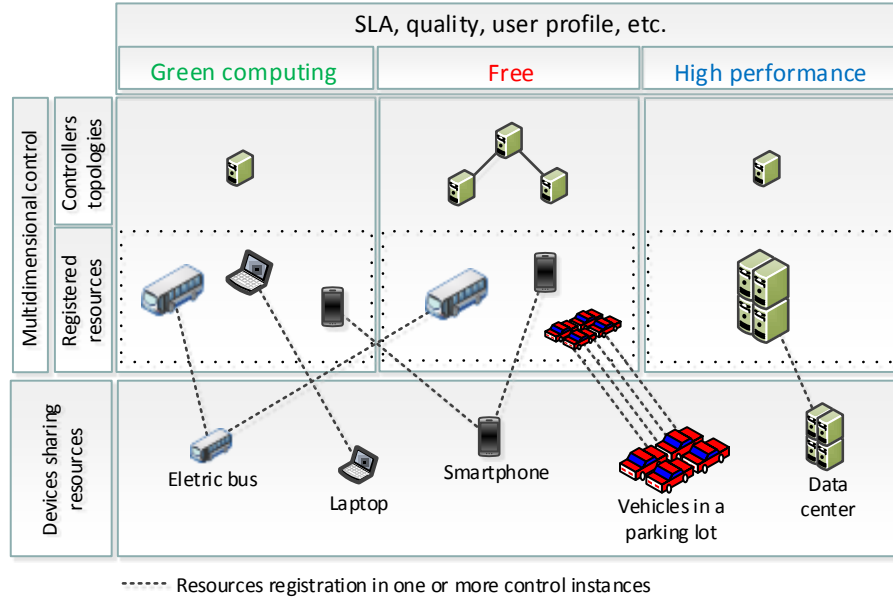 SLA, quality, user profile, etc.
Green computing
Free
High performance
Multidimensional control
Controllers
topologies
Registered
resources
Devices sharing
resources
Eletric bus
Laptop
Smartphone
Vehicles in a
parking lot
Data
center
Resources registration in one or more control instances